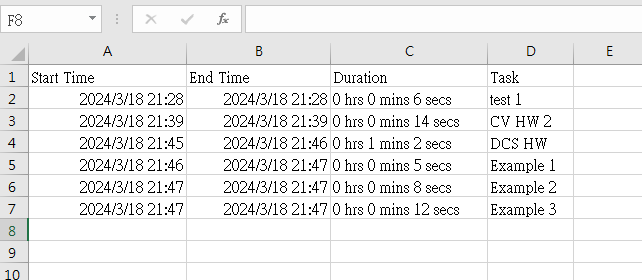 F8 fx
A B C D E
1 Start Time End Time Duration Task
2 2024/3/18 21:28 2024/3/18 21:28 0 hrs 0 mins 6 secs test 1
3 2024/3/18 21:39 2024/3/18 21:39 0 hrs 0 mins 14 secs CV HW 2
4 2024/3/18 21:45 2024/3/18 21:46 0 hrs 1 mins 2 secs DCS HW
5 2024/3/18 21:46 2024/3/18 21:47 0 hrs 0 mins 5 secs Example 1
6 2024/3/18 21:47 2024/3/18 21:47 0 hrs 0 mins 8 secs Example 2
7 2024/3/18 21:47 2024/3/18 21:47 0 hrs 0 mins 12 secs Example 3
8
9
10